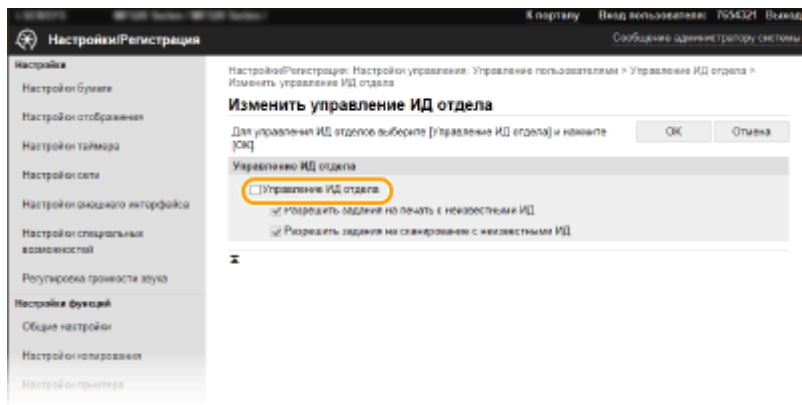 К порталу Вход пользователя: 7654321 Выход
Настройки/Регистрация
Сообщение администратору системы
Настройки
Настройки бумаги
Настройки отображения
Настройки таймера
Настройки сети
Настройки внешнего интерфейса
Настройки специальных
возможностей
Регулировка громкости звука
Настройки функций
Общие настройки
Настройки копирования
Настройки принтера
Настройки/Регистрация: Настройки управления: Управление пользователями > Управление ИД отдела >
Изменить управление ИД отдела
Изменить управление ИД отдела
Для управления ИД отделов выберите [Управление ИД отдела] и нажмите
[OK].
OK Отмена
Управление ИД отдела
Управление ИД отдела
Разрешить задания на печать с неизвестными ИД
Разрешить задания на сканирование с неизвестными ИД